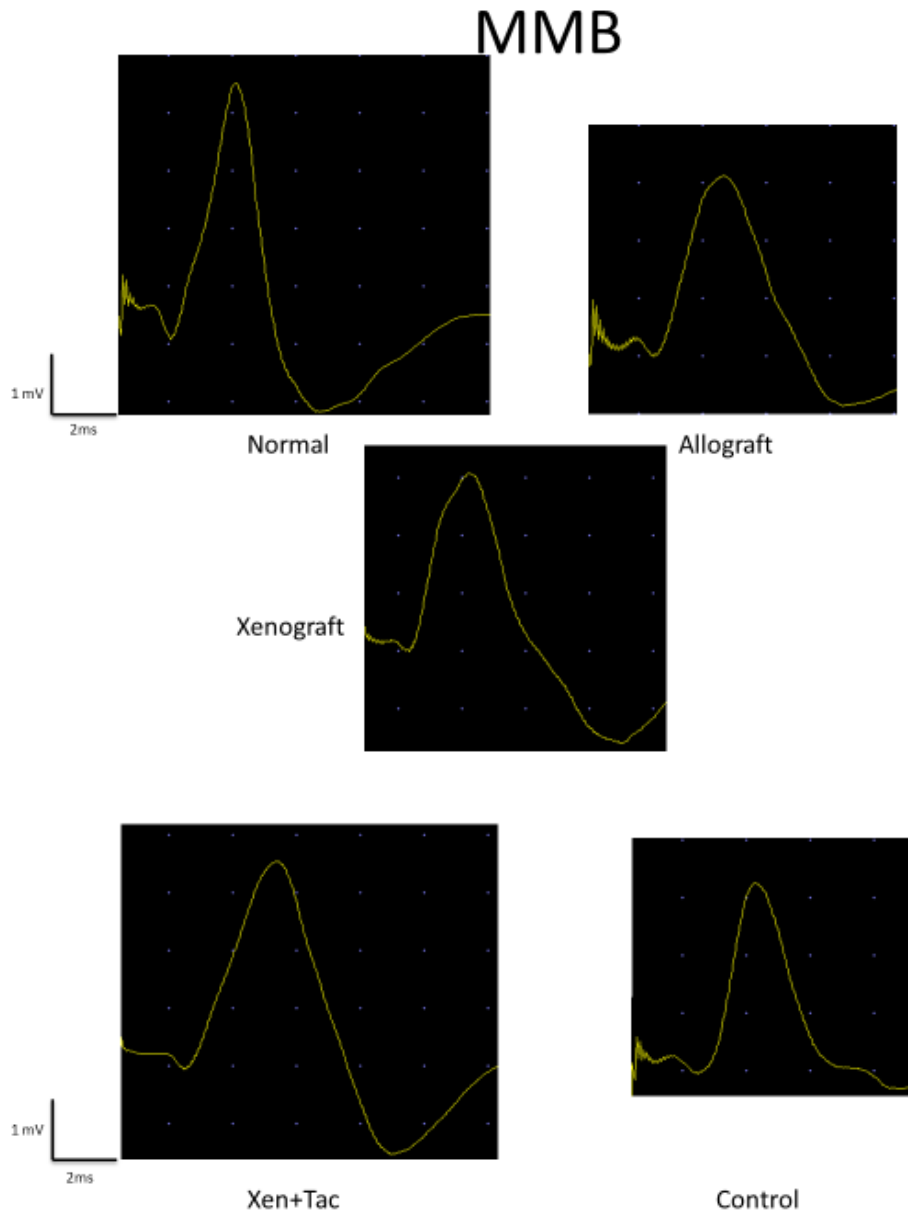 MMB
1 mV
2ms
Normal
Allograft
Xenograft
1 mV
2ms
Xen+Tac
Control